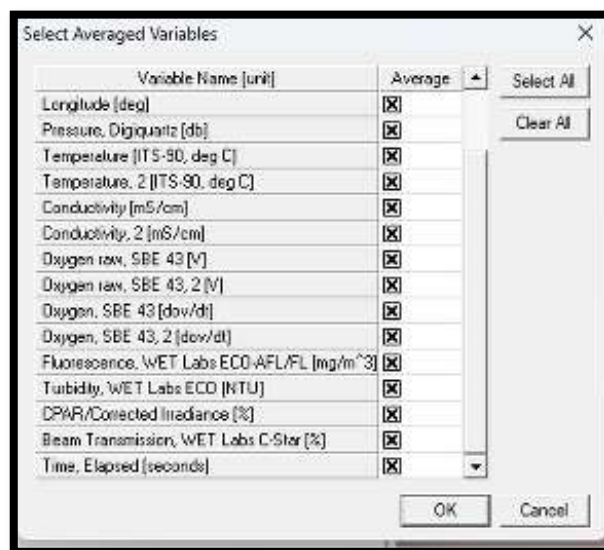 Select Averaged Variables
Variable Name [unit] Average
Select All
Longitude [deg]
Clear All
Pressure, Digiquartz [db]
Temperature [ITS-90, deg C]
Temperature, 2 [ITS-90, deg C]
Conductivity [mS/cm]
Conductivity, 2 [mS/cm]
Oxygen raw, SBE 43 [V]
Oxygen raw, SBE 43, 2 [V]
Oxygen, SBE 43 [dov/dt]
Oxygen, SBE 43, 2 [dov/dt]
Fluorescence, WET Labs ECO-AFL/FL [mg/m^3]
Turbidity, WET Labs ECO [NTU]
CPAR/Corrected Irradiance [%]
Beam Transmission, WET Labs C-Star [%]
Time, Elapsed [seconds]
OK Cancel